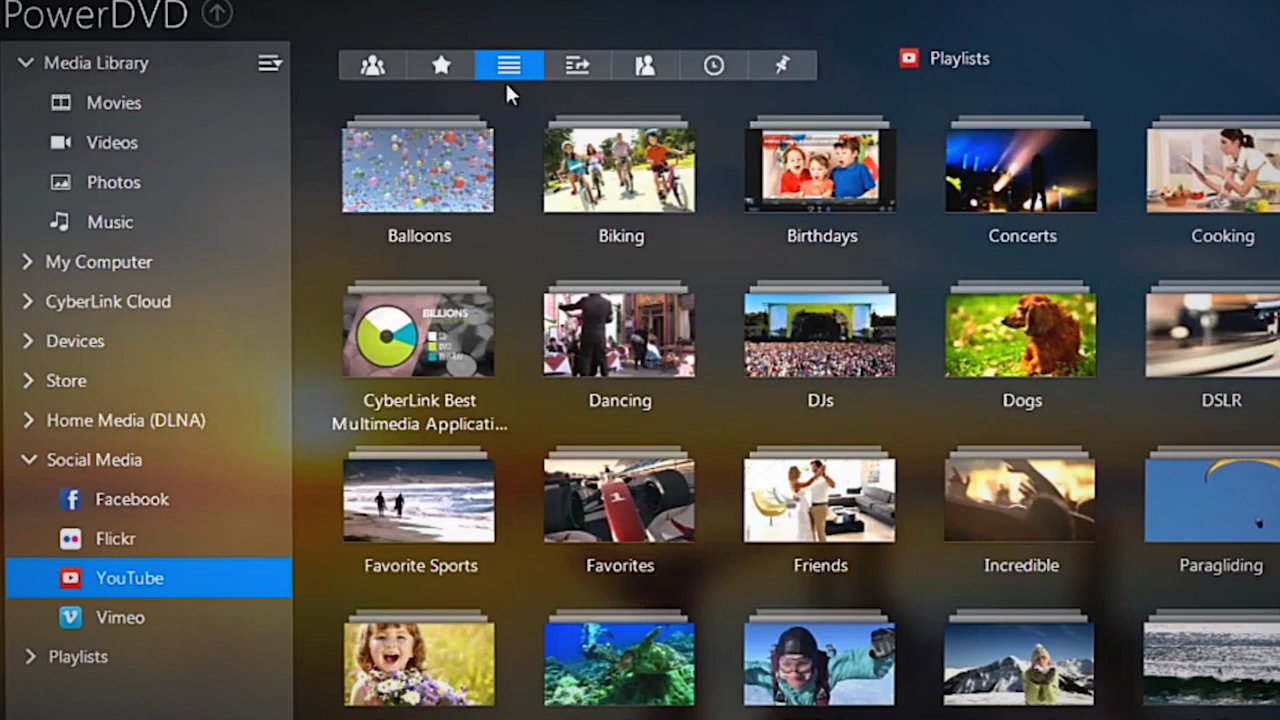 PowerDVD
Media Library
Movies
Videos
Photos
Music
My Computer
CyberLink Cloud
Devices
Store
Home Media (DLNA)
Social Media
Facebook
Flickr
YouTube
Vimeo
Playlists
Playlists
Balloons
Biking
Birthdays
Concerts
Cooking
BILLIONS
CyberLink Best
Multimedia Applicati...
Dancing
DJs
Dogs
DSLR
Favorite Sports
Favorites
Friends
Incredible
Paragliding